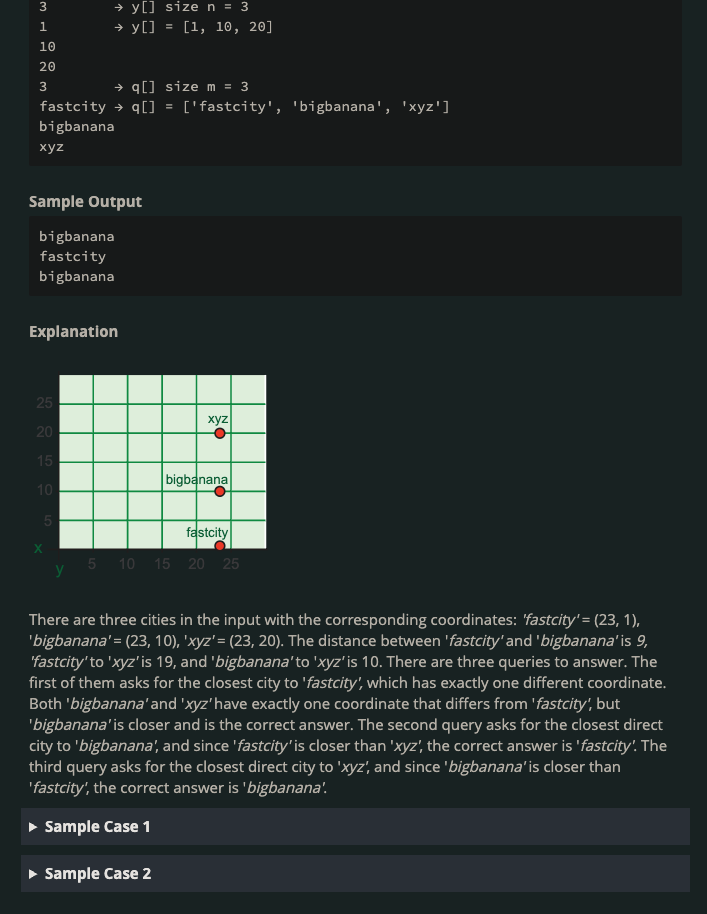 3 → y[] size n = 3
1 → y[] = [1, 10, 20]
10
20
3 → q[] size m = 3
fastcity → q[] = ['fastcity', 'bigbanana', 'xyz']
bigbanana
xyz
Sample Output
bigbanana
fastcity
bigbanana
Explanation
25
20
15
10
5
x
y
5 10 15 20 25
xyz
bigbanana
fastcity
There are three cities in the input with the corresponding coordinates: 'fastcity' = (23, 1),
'bigbanana' = (23, 10), 'xyz' = (23, 20). The distance between 'fastcity' and 'bigbanana' is 9,
'fastcity' to 'xyz' is 19, and 'bigbanana' to 'xyz' is 10. There are three queries to answer. The
first of them asks for the closest city to 'fastcity', which has exactly one different coordinate.
Both 'bigbanana' and 'xyz' have exactly one coordinate that differs from 'fastcity', but
'bigbanana' is closer and is the correct answer. The second query asks for the closest direct
city to 'bigbanana', and since 'fastcity' is closer than 'xyz', the correct answer is 'fastcity'. The
third query asks for the closest direct city to 'xyz', and since 'bigbanana' is closer than
'fastcity', the correct answer is 'bigbanana'.
Sample Case 1
Sample Case 2